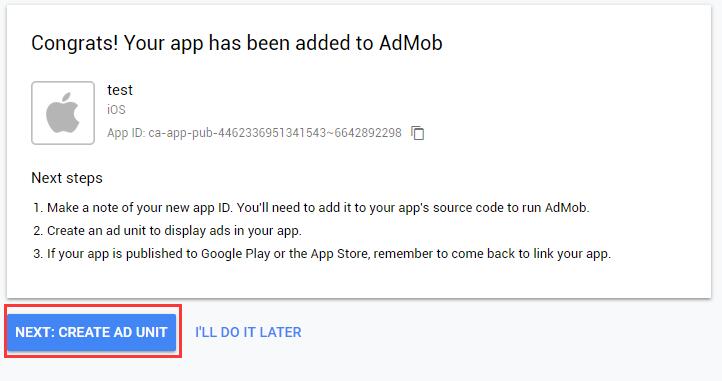 Congrats! Your app has been added to AdMob
test
iOS
App ID: ca-app-pub-4462336951341543~6642892298
Next steps
1. Make a note of your new app ID. You'll need to add it to your app's source code to run AdMob.
2. Create an ad unit to display ads in your app.
3. If your app is published to Google Play or the App Store, remember to come back to link your app.
NEXT: CREATE AD UNIT I'LL DO IT LATER